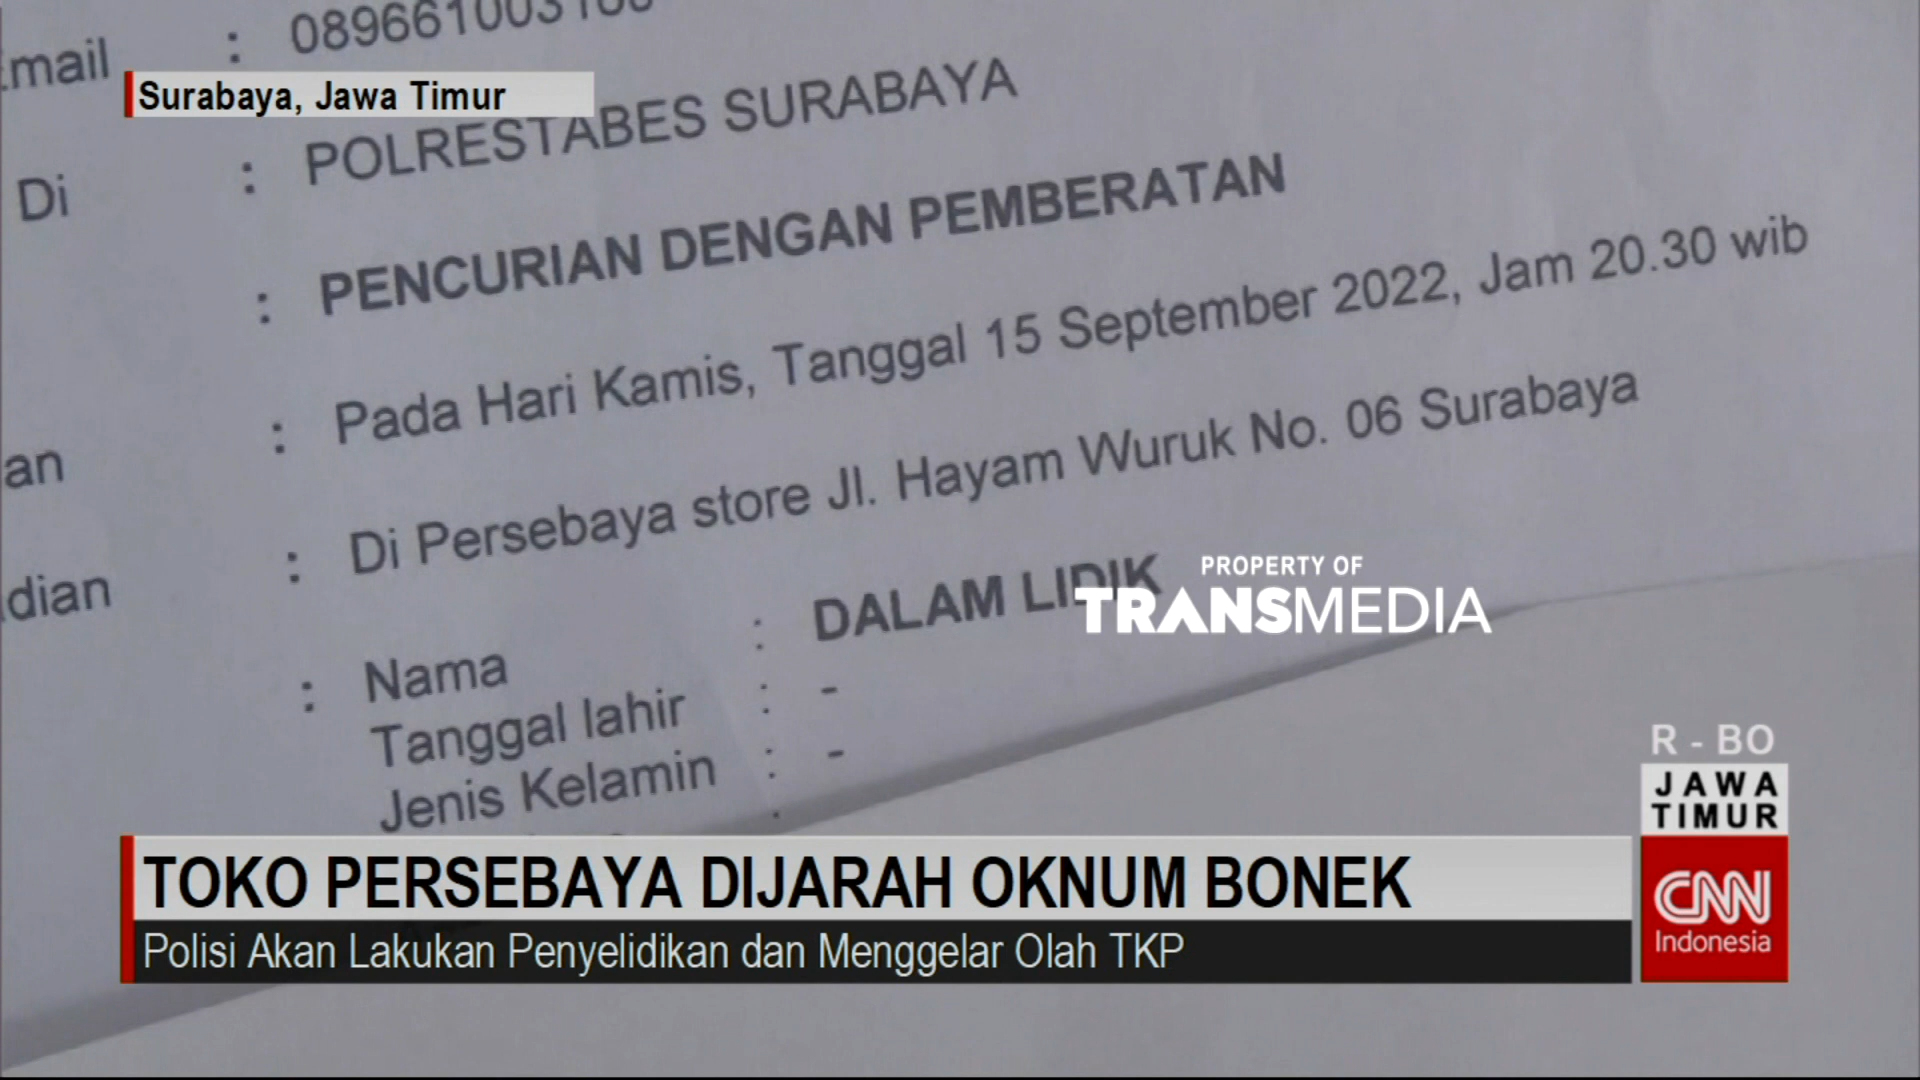 Email : 089661003
Surabaya, Jawa Timur
Di : POLRESTABES SURABAYA
: PENCURIAN DENGAN PEMBERATAN
an : Pada Hari Kamis, Tanggal 15 September 2022, Jam 20.30 wib
dian : Di Persebaya store Jl. Hayam Wuruk No. 06 Surabaya
: Nama : DALAM LIDIK
Tanggal lahir : -
Jenis Kelamin : -
PROPERTY OF
TRANSMEDIA
R - BO
JAWA
TIMUR
TOKO PERSEBAYA DIJARAH OKNUM BONEK
Polisi Akan Lakukan Penyelidikan dan Menggelar Olah TKP
CNN
Indonesia